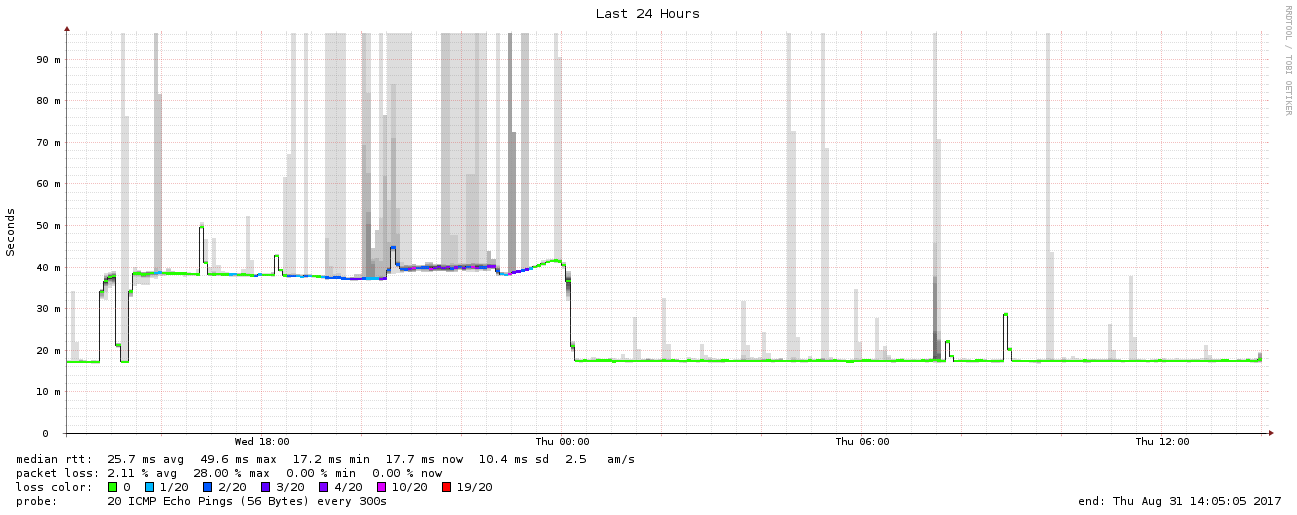 Last 24 Hours
RRDTOOL / TOBI OETIKER
Seconds
90 m
80 m
70 m
60 m
50 m
40 m
30 m
20 m
10 m
0
Wed 18:00 Thu 00:00 Thu 06:00 Thu 12:00
median rtt: 25.7 ms avg 49.6 ms max 17.2 ms min 17.7 ms now 10.4 ms sd 2.5 am/s
packet loss: 2.11 % avg 28.00 % max 0.00 % min 0.00 % now
loss color: 0 1/20 2/20 3/20 4/20 10/20 19/20
probe: 20 ICMP Echo Pings (56 Bytes) every 300s end: Thu Aug 31 14:05:05 2017